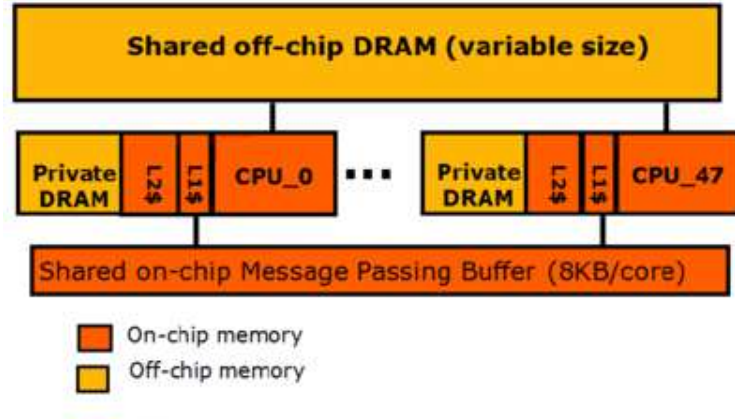 Shared off-chip DRAM (variable size)
Private
DRAM
L2$
L1$
CPU_0
...
Private
DRAM
L2$
L1$
CPU_47
Shared on-chip Message Passing Buffer (8KB/core)
On-chip memory
Off-chip memory